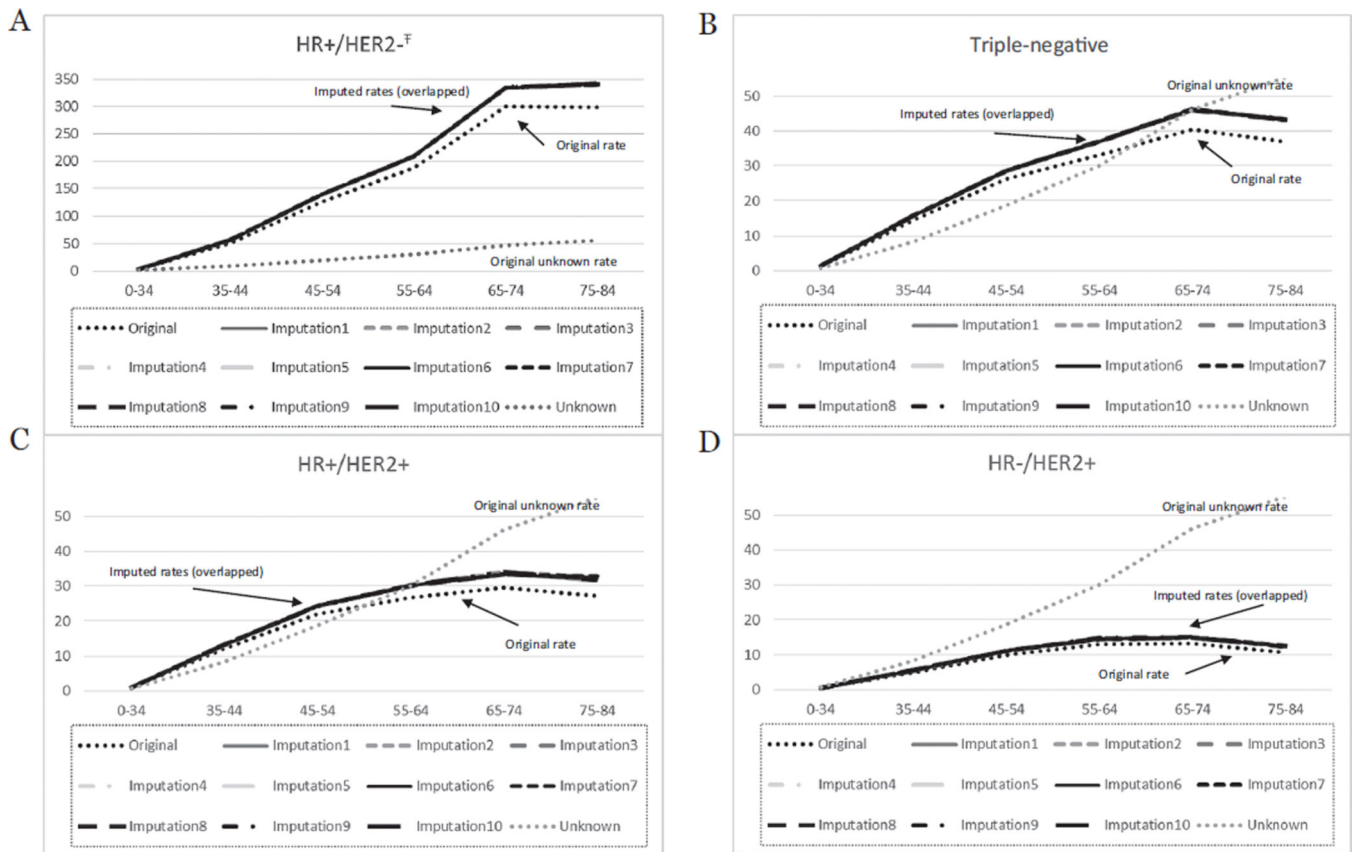 A
HR+/HER2-Ŧ
350
300
250
200
150
100
50
0
Imputed rates (overlapped)
Original rate
Original unknown rate
0-34 35-44 45-54 55-64 65-74 75-84
Original Imputation1 Imputation2 Imputation3
Imputation4 Imputation5 Imputation6 Imputation7
Imputation8 Imputation9 Imputation10 Unknown
B
Triple-negative
50
40
30
20
10
0
Original unknown rate
Imputed rates (overlapped)
Original rate
0-34 35-44 45-54 55-64 65-74 75-84
Original Imputation1 Imputation2 Imputation3
Imputation4 Imputation5 Imputation6 Imputation7
Imputation8 Imputation9 Imputation10 Unknown
C
HR+/HER2+
50
40
30
20
10
0
Original unknown rate
Imputed rates (overlapped)
Original rate
0-34 35-44 45-54 55-64 65-74 75-84
Original Imputation1 Imputation2 Imputation3
Imputation4 Imputation5 Imputation6 Imputation7
Imputation8 Imputation9 Imputation10 Unknown
D
HR-/HER2+
50
40
30
20
10
0
Original unknown rate
Imputed rates (overlapped)
Original rate
0-34 35-44 45-54 55-64 65-74 75-84
Original Imputation1 Imputation2 Imputation3
Imputation4 Imputation5 Imputation6 Imputation7
Imputation8 Imputation9 Imputation10 Unknown